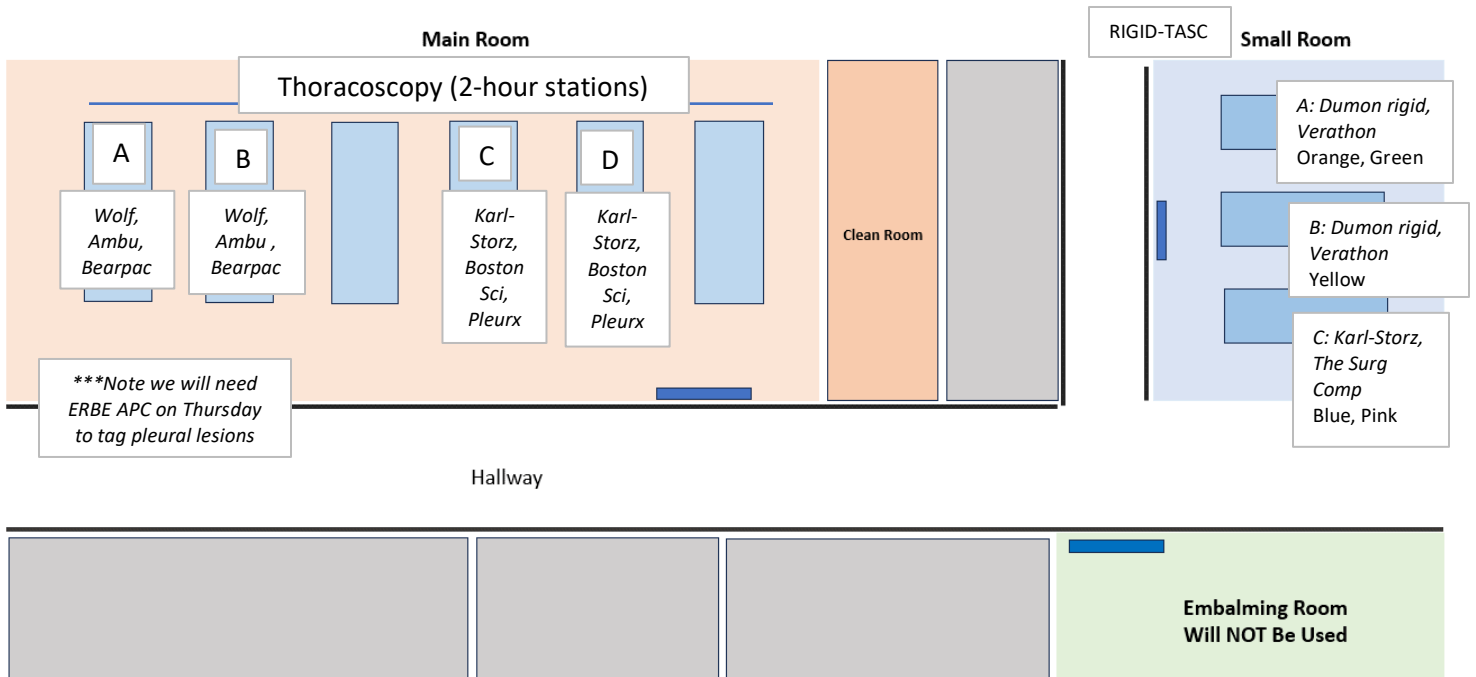 Main Room
RIGID-TASC
Small Room
Thoracoscopy (2-hour stations)
A
B
C
D
Wolf,
Ambu,
Bearpac
Wolf,
Ambu ,
Bearpac
Karl-
Storz,
Boston
Sci,
Pleurx
Karl-
Storz,
Boston
Sci,
Pleurx
Clean Room
A: Dumon rigid,
Verathon
Orange, Green
B: Dumon rigid,
Verathon
Yellow
C: Karl-Storz,
The Surg
Comp
Blue, Pink
***Note we will need
ERBE APC on Thursday
to tag pleural lesions
Hallway
Embalming Room
Will NOT Be Used